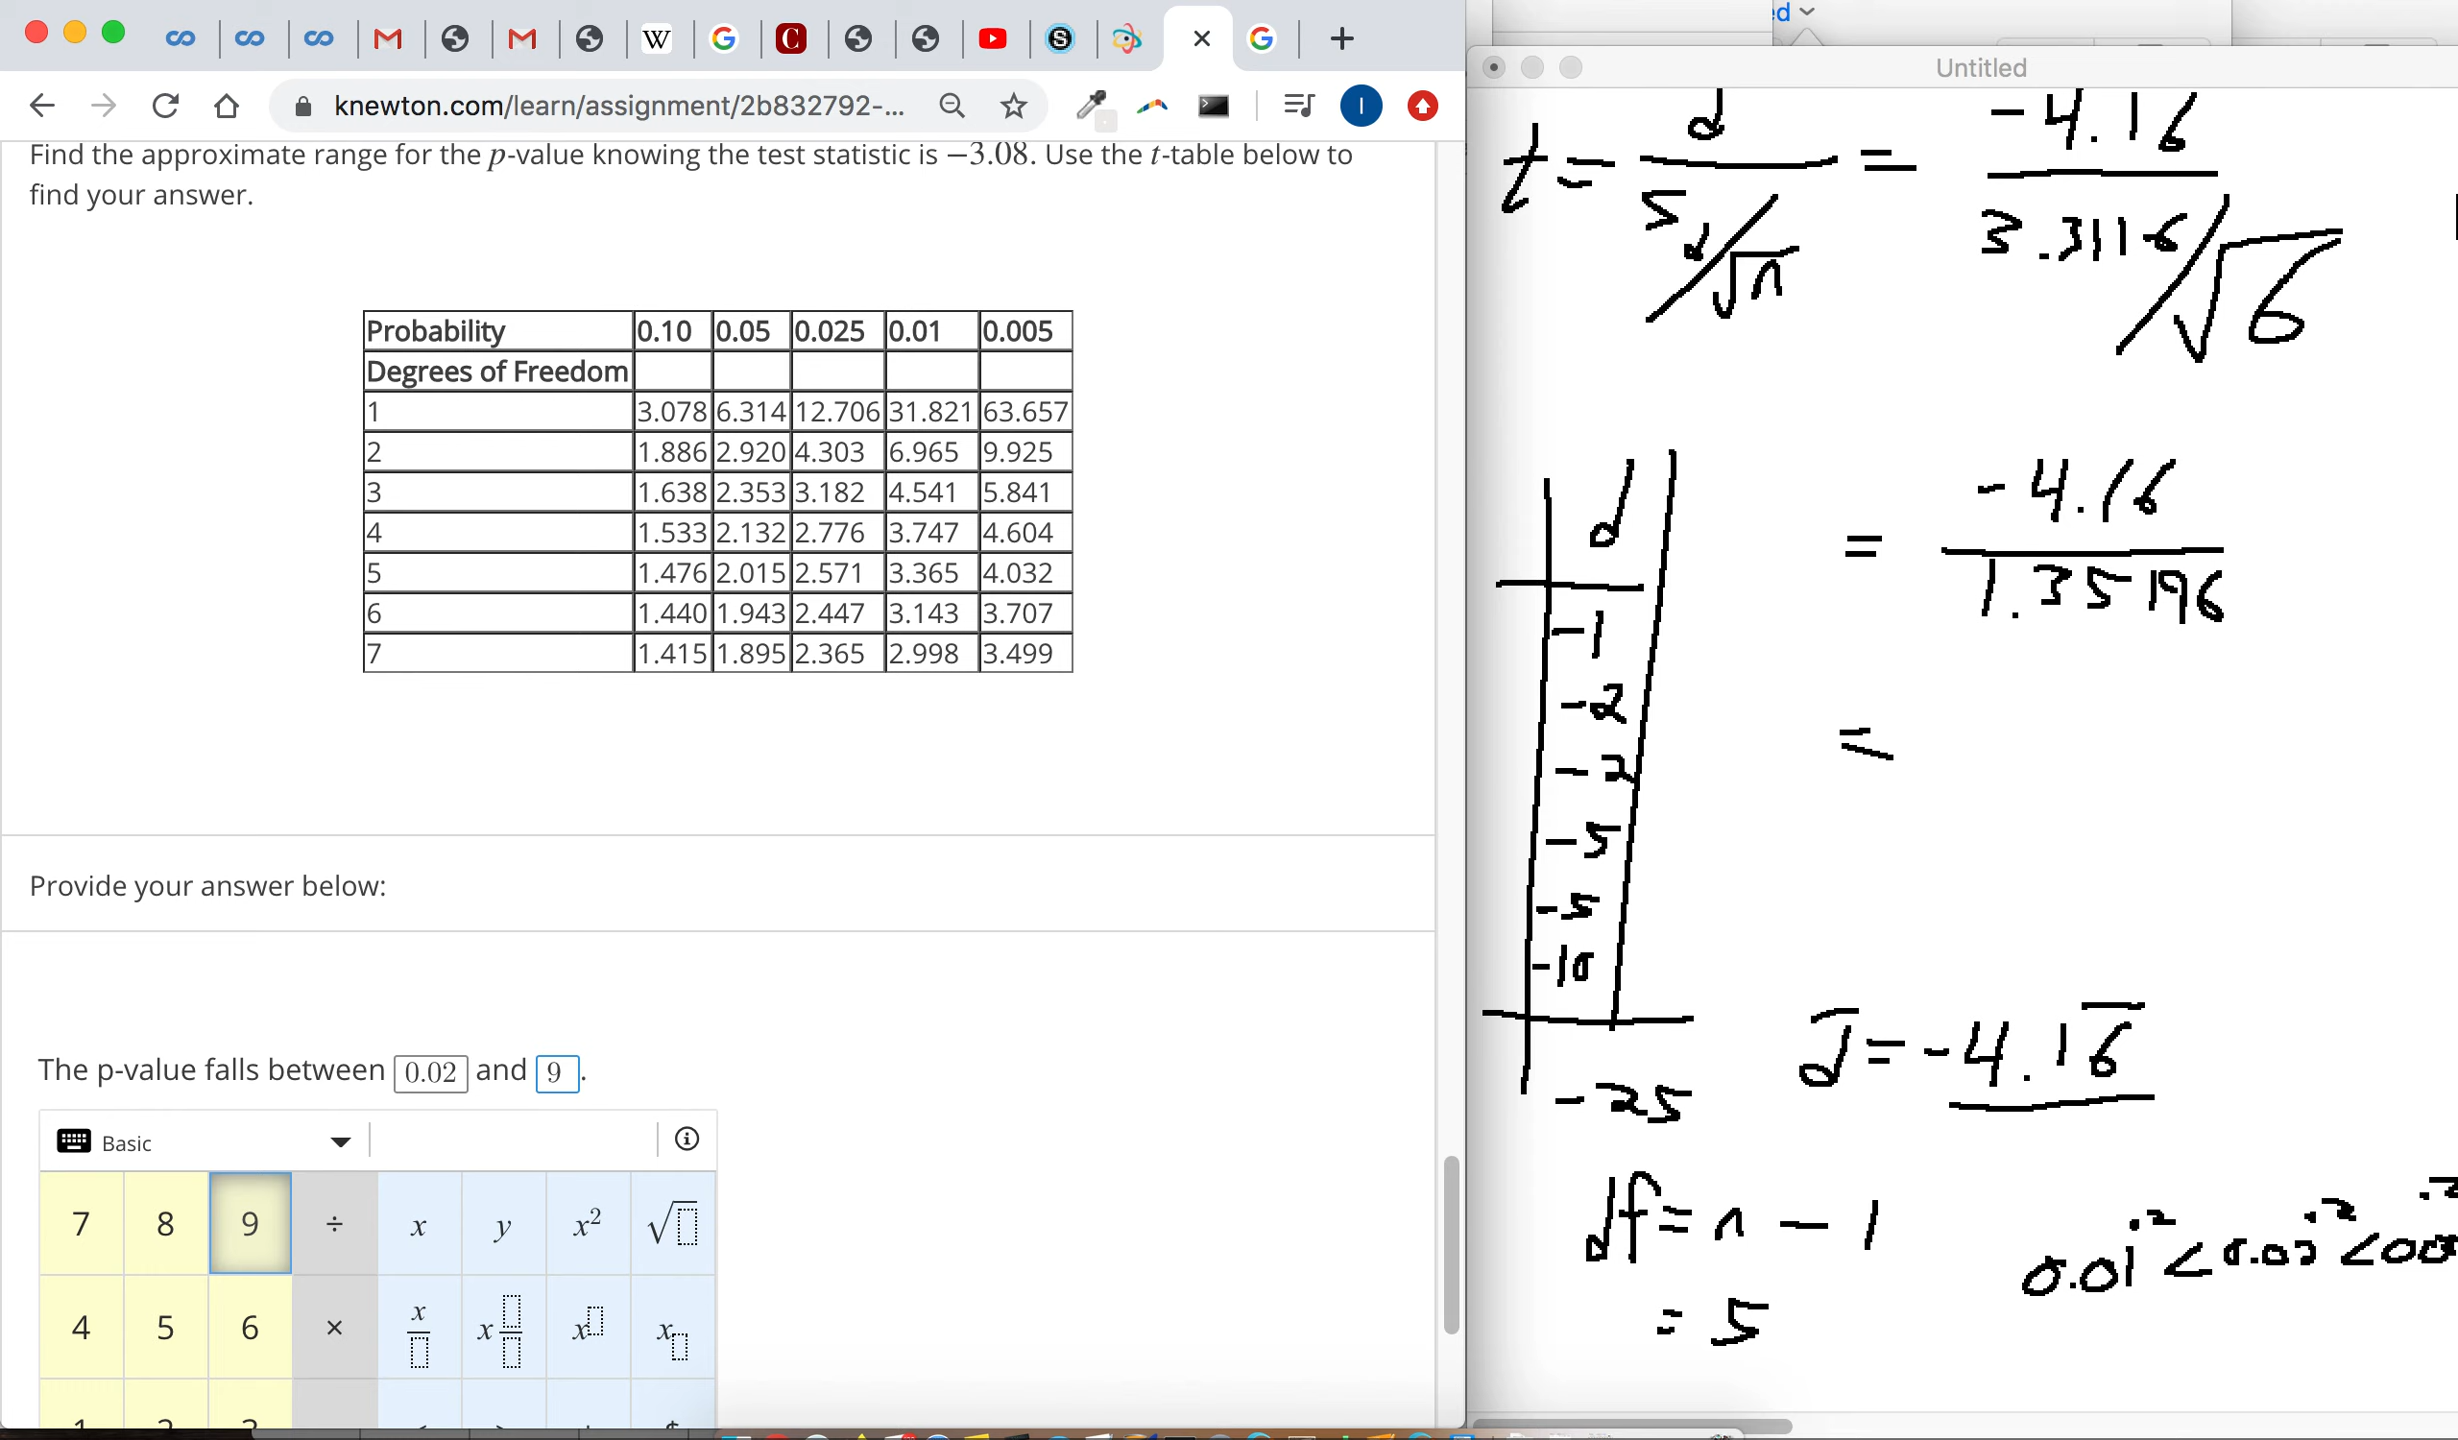 ed
Untitled
knewton.com/learn/assignment/2b832792-...
Find the approximate range for the p-value knowing the test statistic is −3.08. Use the t-table below to
find your answer.
Probability 0.10 0.05 0.025 0.01 0.005
Degrees of Freedom
1 3.078 6.314 12.706 31.821 63.657
2 1.886 2.920 4.303 6.965 9.925
3 1.638 2.353 3.182 4.541 5.841
4 1.533 2.132 2.776 3.747 4.604
5 1.476 2.015 2.571 3.365 4.032
6 1.440 1.943 2.447 3.143 3.707
7 1.415 1.895 2.365 2.998 3.499
Provide your answer below:
The p-value falls between 0.02 and 9.
Basic
7 8 9 ÷ x y x² √
4 5 6 ×
t = d / s_d/√n = -4.16 / 3.3116/√6
= -4.16 / 1.35196
=
d
-1
-2
-2
-5
-5
-10
-25
d̄ = -4.16̅
df = n - 1
= 5